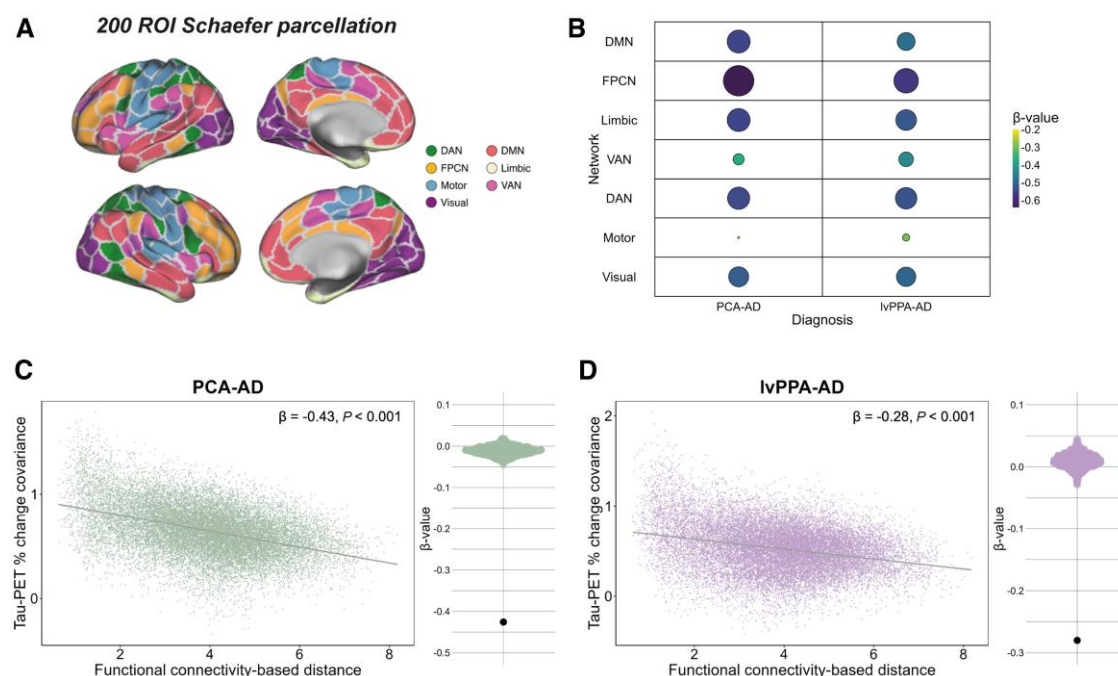 A
200 ROI Schaefer parcellation
DAN
DMN
FPCN
Limbic
Motor
VAN
Visual
B
Network
DMN
FPCN
Limbic
VAN
DAN
Motor
Visual
PCA-AD
lvPPA-AD
Diagnosis
β-value
-0.2
-0.3
-0.4
-0.5
-0.6
C
PCA-AD
β = -0.43, P < 0.001
Tau-PET % change covariance
1
0
2 4 6 8
Functional connectivity-based distance
β-value
0.1
0.0
-0.1
-0.2
-0.3
-0.4
-0.5
D
lvPPA-AD
β = -0.28, P < 0.001
Tau-PET % change covariance
2
1
0
2 4 6 8
Functional connectivity-based distance
β-value
0.1
0.0
-0.1
-0.2
-0.3